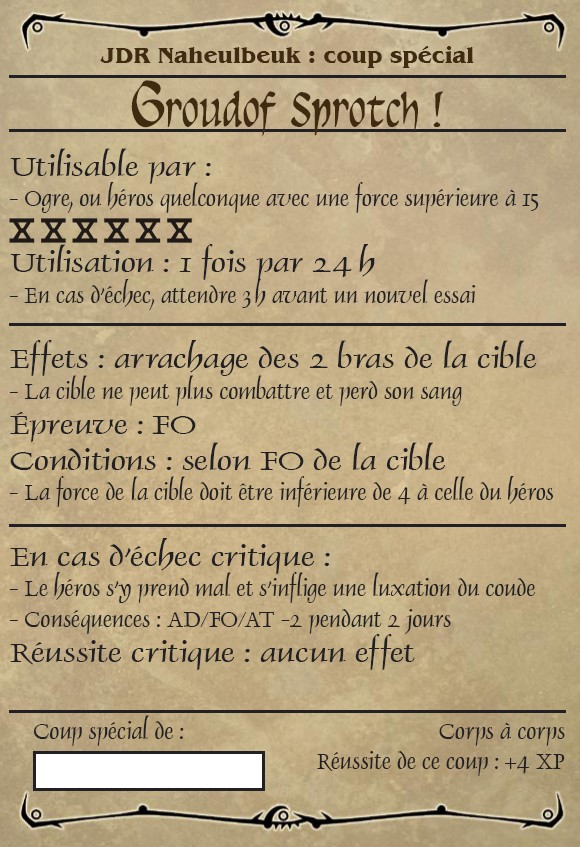 JDR Naheulbeuk : coup spécial
Groudof Sprotch !
Utilisable par :
- Ogre, ou héros quelconque avec une force supérieure à 15
Utilisation : 1 fois par 24 h
- En cas d'échec, attendre 3h avant un nouvel essai
Effets : arrachage des 2 bras de la cible
- La cible ne peut plus combattre et perd son sang
Épreuve : FO
Conditions : selon FO de la cible
- La force de la cible doit être inférieure de 4 à celle du héros
En cas d'échec critique :
- Le héros s'y prend mal et s'inflige une luxation du coude
- Conséquences : AD/FO/AT -2 pendant 2 jours
Réussite critique : aucun effet
Coup spécial de :
Corps à corps
Réussite de ce coup : +4 XP